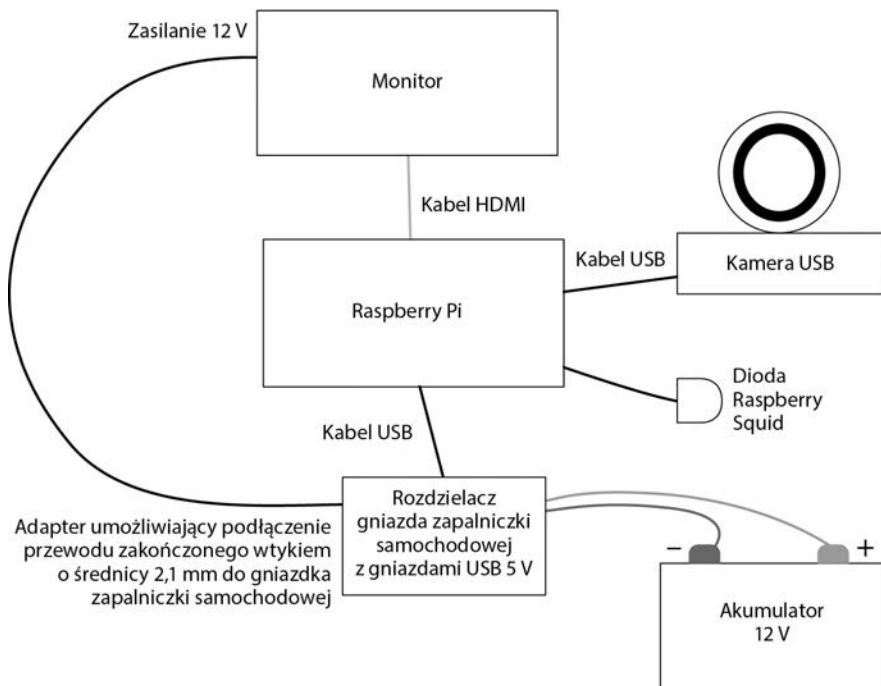 Zasilanie 12 V
Monitor
Kabel HDMI
Kabel USB
Kamera USB
Raspberry Pi
Dioda
Raspberry
Squid
Kabel USB
Rozdzielacz
gniazda zapalniczki
samochodowej
z gniazdami USB 5 V
Adapter umożliwiający podłączenie
przewodu zakończonego wtykiem
o średnicy 2,1 mm do gniazdka
zapalniczki samochodowej
– +
Akumulator
12 V